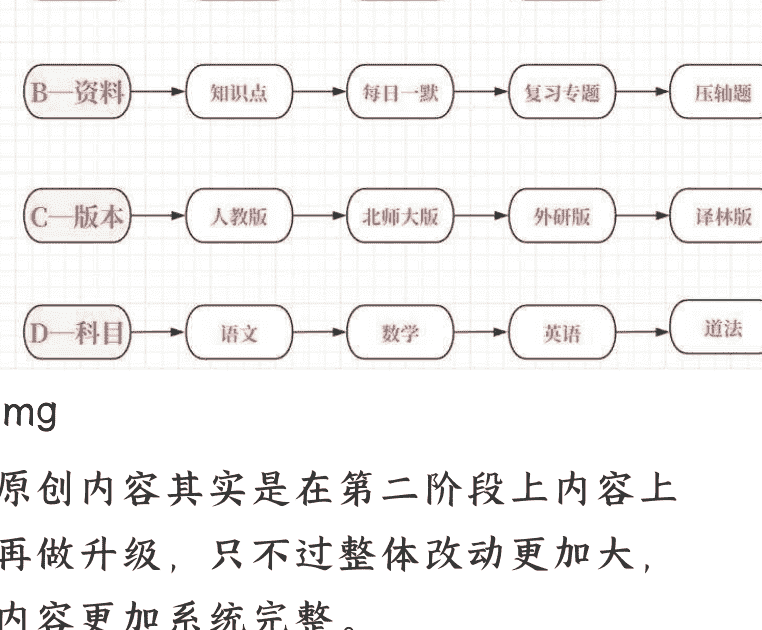 B—资料 知识点 每日一默 复习专题 压轴题
C—版本 人教版 北师大版 外研版 译林版
D—科目 语文 数学 英语 道法
mg
原创内容其实是在第二阶段上内容上
再做升级，只不过整体改动更加大，
内容更加系统完整。